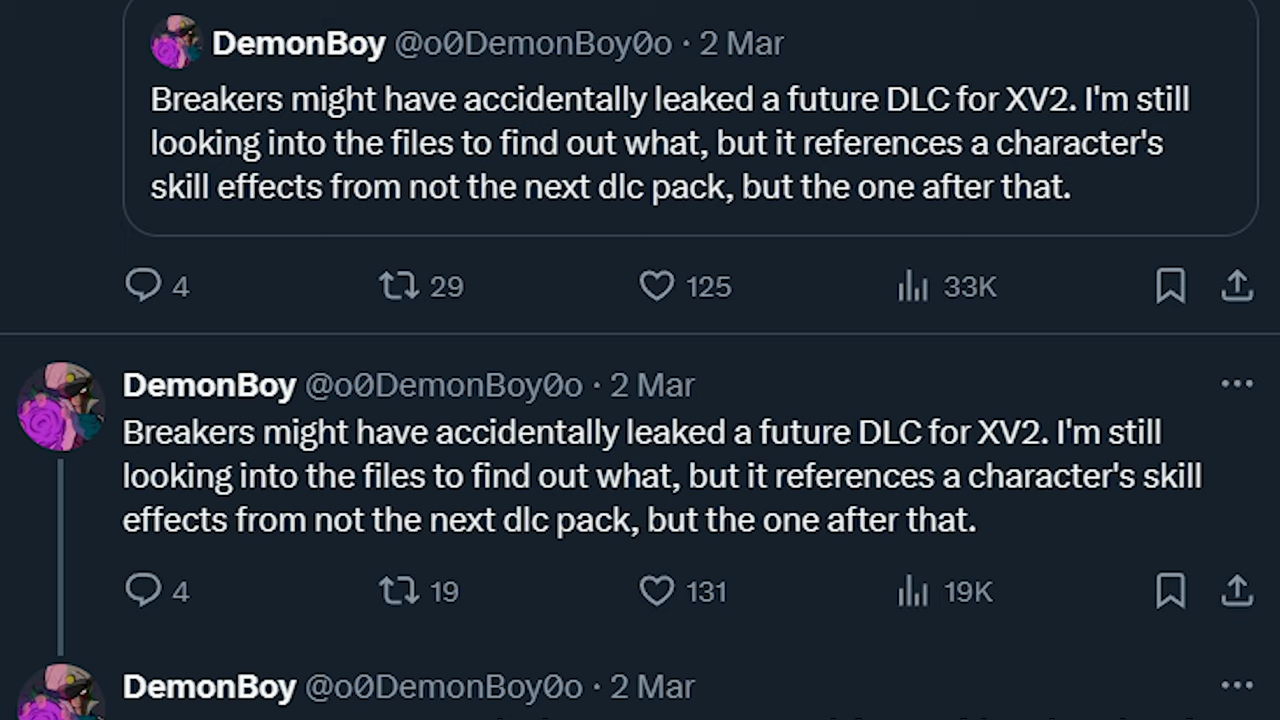 DemonBoy @o0DemonBoy0o · 2 Mar
Breakers might have accidentally leaked a future DLC for XV2. I'm still
looking into the files to find out what, but it references a character's
skill effects from not the next dlc pack, but the one after that.
4 29 125 33K
DemonBoy @o0DemonBoy0o · 2 Mar
Breakers might have accidentally leaked a future DLC for XV2. I'm still
looking into the files to find out what, but it references a character's skill
effects from not the next dlc pack, but the one after that.
4 19 131 19K
DemonBoy @o0DemonBoy0o · 2 Mar